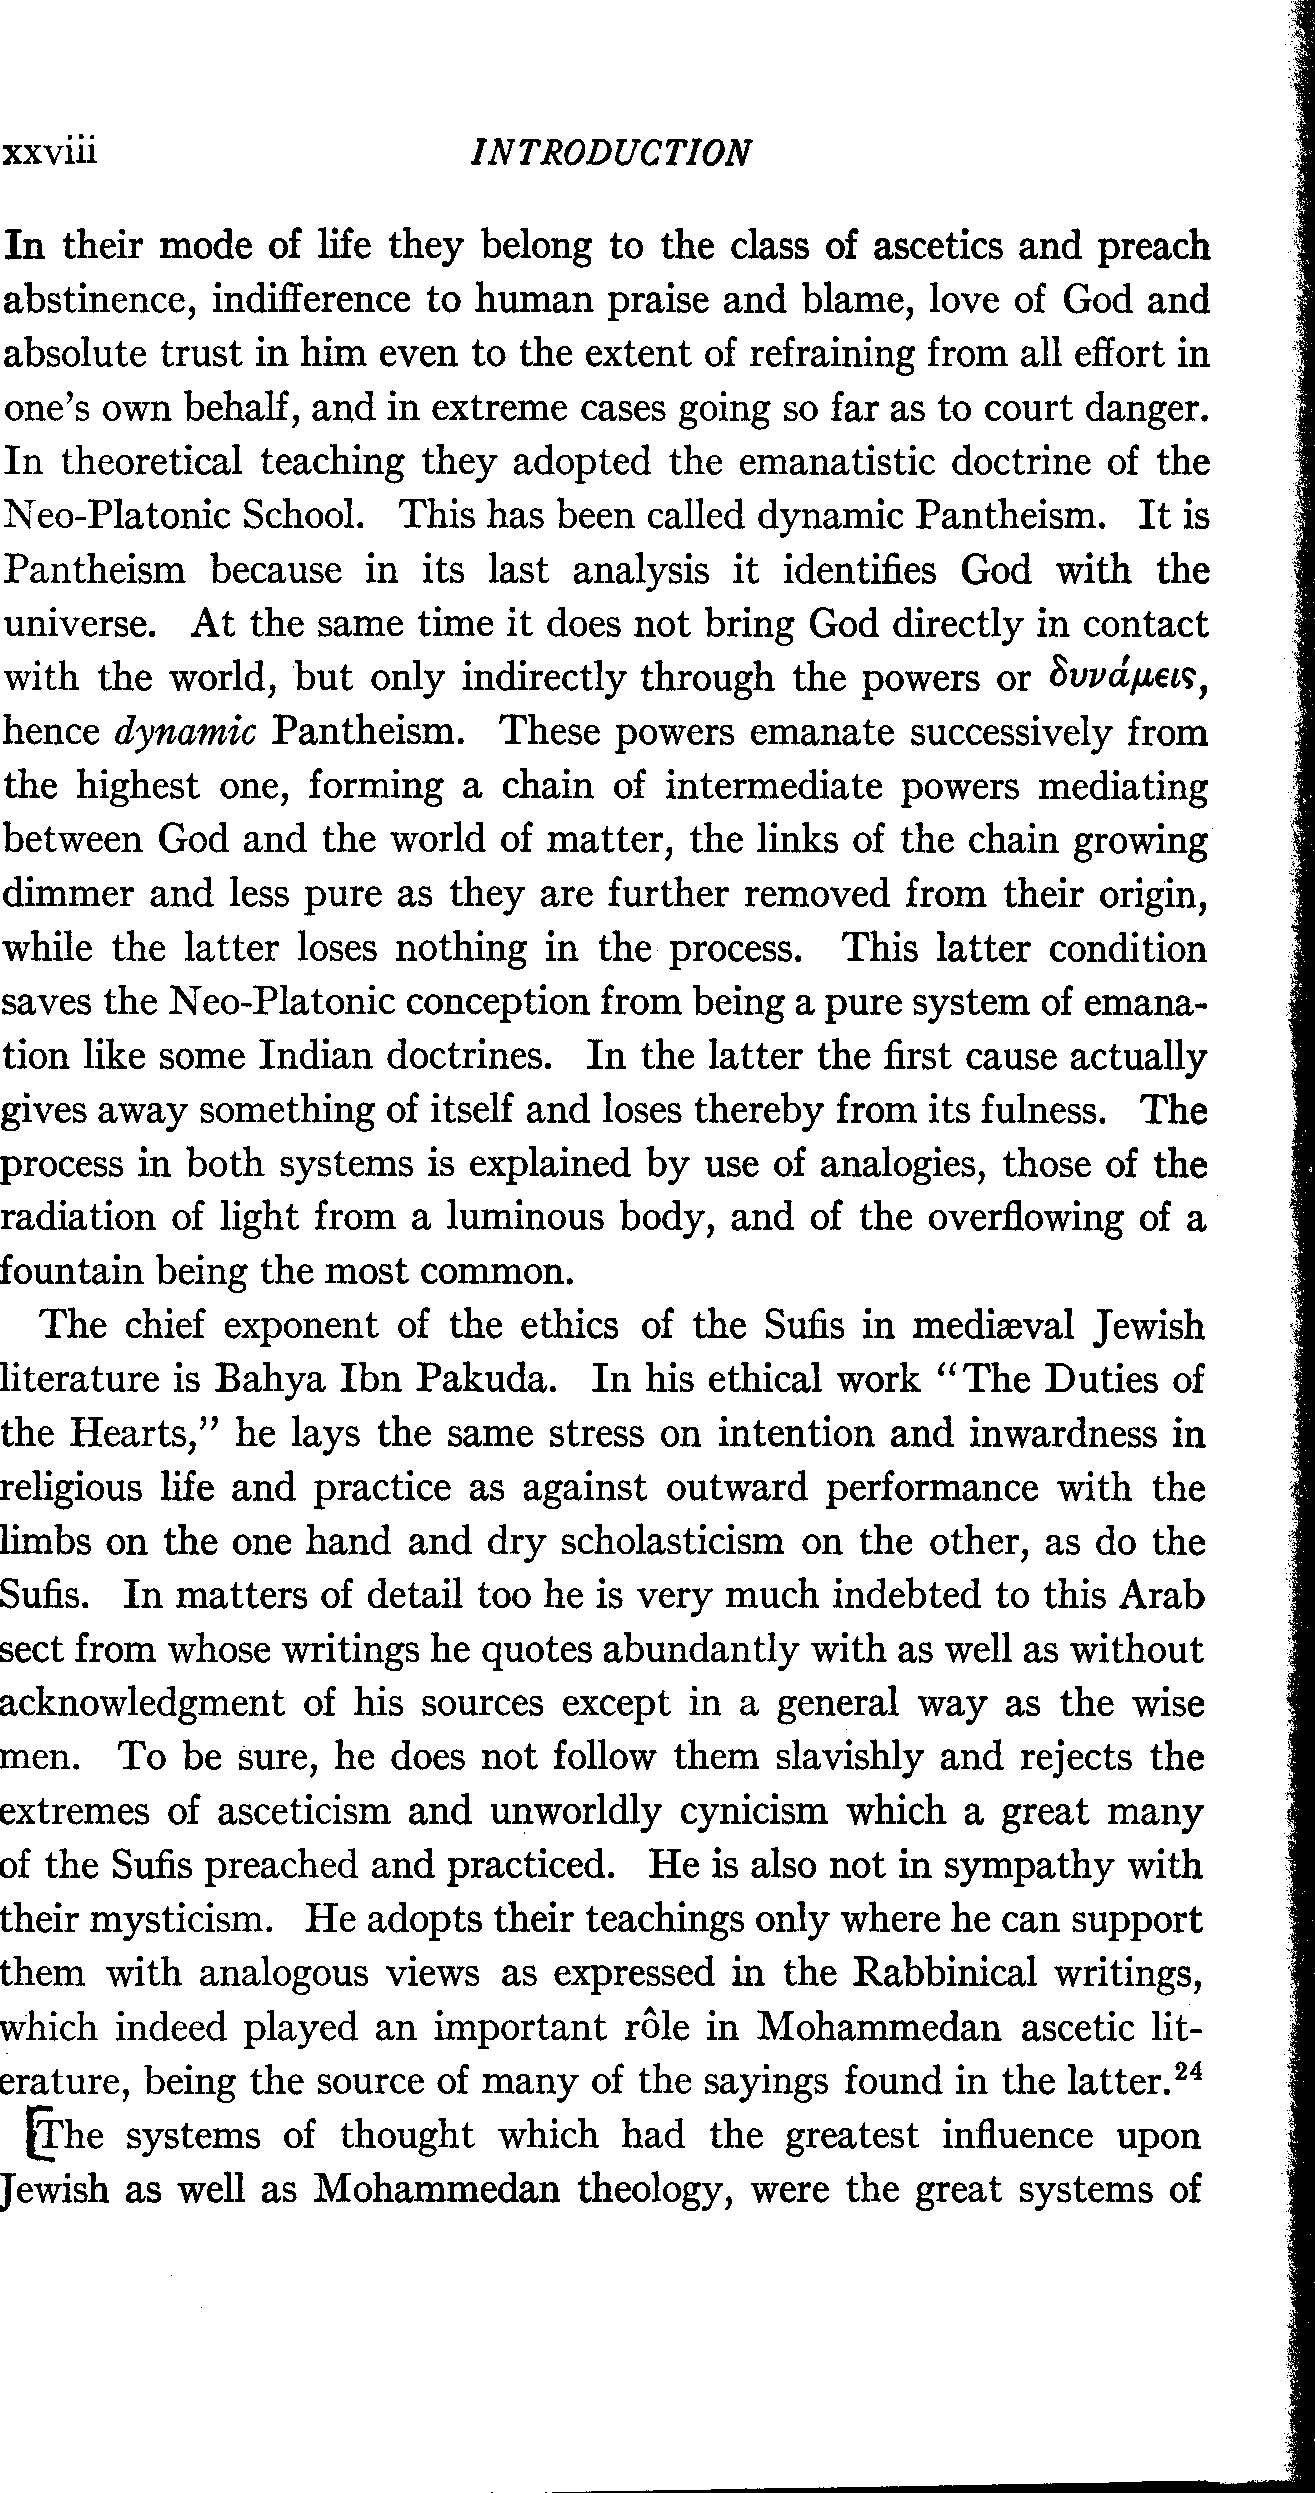 xxviii INTRODUCTION
In their mode of life they belong to the class of ascetics and preach
abstinence, indifference to human praise and blame, love of God and
absolute trust in him even to the extent of refraining from all effort in
one's own behalf, and in extreme cases going so far as to court danger.
In theoretical teaching they adopted the emanatistic doctrine of the
Neo-Platonic School. This has been called dynamic Pantheism. It is
Pantheism because in its last analysis it identifies God with the
universe. At the same time it does not bring God directly in contact
with the world, but only indirectly through the powers or δυνάμεις,
hence dynamic Pantheism. These powers emanate successively from
the highest one, forming a chain of intermediate powers mediating
between God and the world of matter, the links of the chain growing
dimmer and less pure as they are further removed from their origin,
while the latter loses nothing in the process. This latter condition
saves the Neo-Platonic conception from being a pure system of emana-
tion like some Indian doctrines. In the latter the first cause actually
gives away something of itself and loses thereby from its fulness. The
process in both systems is explained by use of analogies, those of the
radiation of light from a luminous body, and of the overflowing of a
fountain being the most common.
The chief exponent of the ethics of the Sufis in mediæval Jewish
literature is Bahya Ibn Pakuda. In his ethical work "The Duties of
the Hearts," he lays the same stress on intention and inwardness in
religious life and practice as against outward performance with the
limbs on the one hand and dry scholasticism on the other, as do the
Sufis. In matters of detail too he is very much indebted to this Arab
sect from whose writings he quotes abundantly with as well as without
acknowledgment of his sources except in a general way as the wise
men. To be sure, he does not follow them slavishly and rejects the
extremes of asceticism and unworldly cynicism which a great many
of the Sufis preached and practiced. He is also not in sympathy with
their mysticism. He adopts their teachings only where he can support
them with analogous views as expressed in the Rabbinical writings,
which indeed played an important rôle in Mohammedan ascetic lit-
erature, being the source of many of the sayings found in the latter.²⁴
[The systems of thought which had the greatest influence upon
Jewish as well as Mohammedan theology, were the great systems of